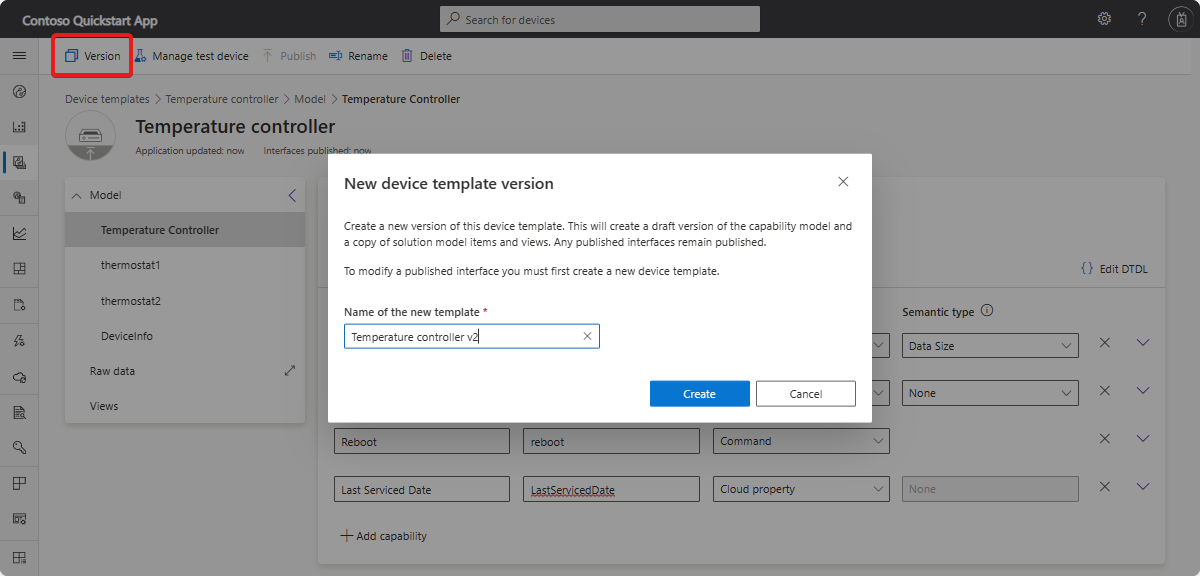 Contoso Quickstart App
Search for devices
Version
Manage test device
Publish
Rename
Delete
Device templates > Temperature controller > Model > Temperature Controller
Temperature controller
Application updated: now Interfaces published: now
Model
Temperature Controller
thermostat1
thermostat2
DeviceInfo
Raw data
Views
New device template version
Create a new version of this device template. This will create a draft version of the capability model and
a copy of solution model items and views. Any published interfaces remain published.
To modify a published interface you must first create a new device template.
Name of the new template *
Temperature controller v2
Create
Cancel
{} Edit DTDL
Semantic type
Data Size
None
Reboot
reboot
Command
Last Serviced Date
LastServicedDate
Cloud property
None
Add capability